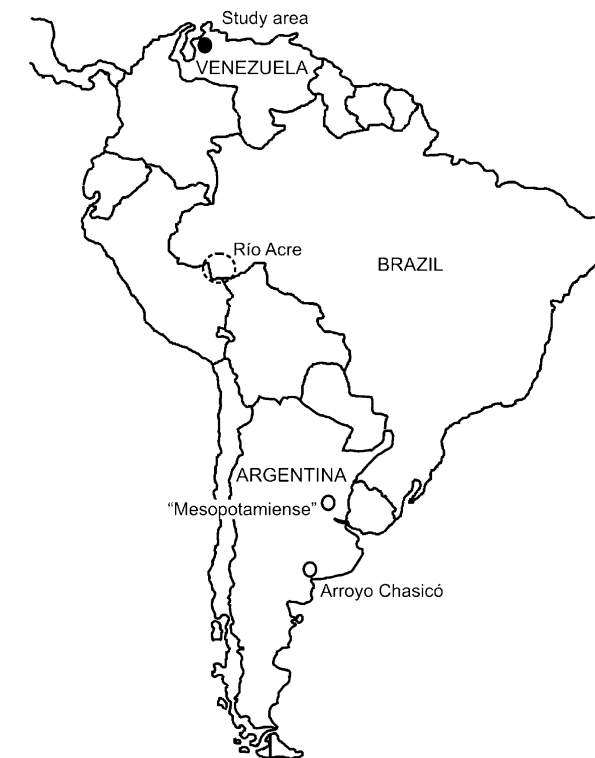 Study area
VENEZUELA
Río Acre
BRAZIL
ARGENTINA
“Mesopotamiense”
Arroyo Chasicó